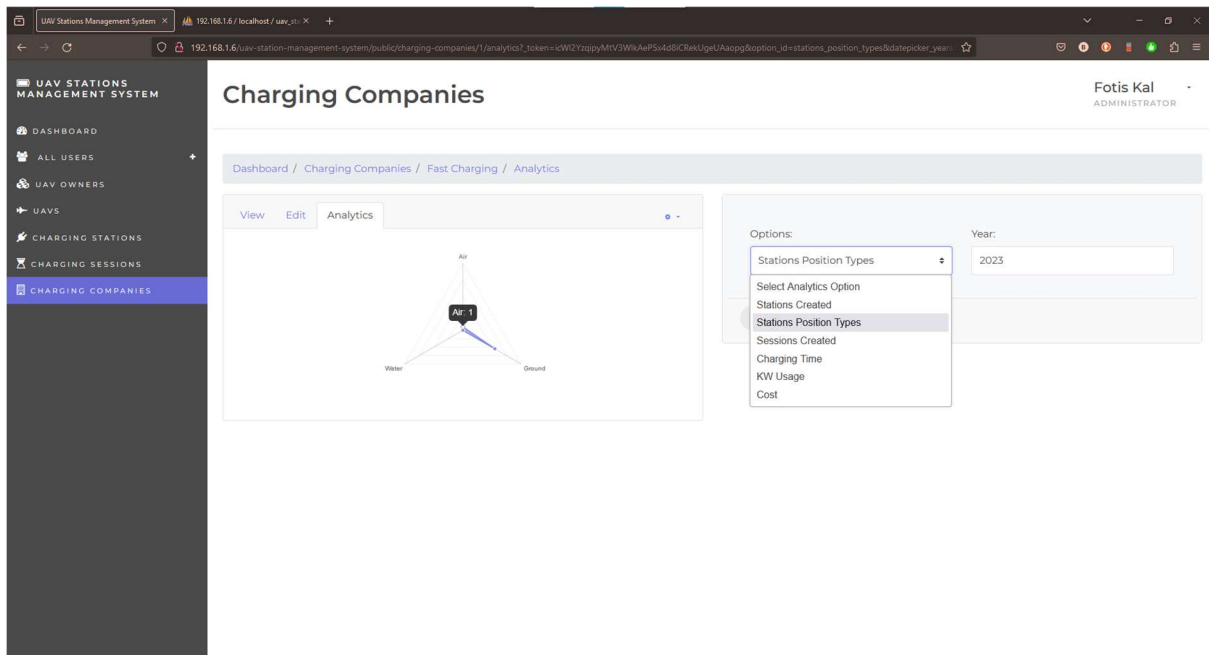 UAV Stations Management System
192.168.1.6 / localhost / uav_sta
192.168.1.6/uav-station-management-system/public/charging-companies/1/analytics?_token=icWI2YzqipyMtV3WlkAePSx4d8iCRekUgeUAaopg&option_id=stations_position_types&datepicker_years
UAV STATIONS
MANAGEMENT SYSTEM
DASHBOARD
ALL USERS +
UAV OWNERS
UAVS
CHARGING STATIONS
CHARGING SESSIONS
CHARGING COMPANIES
Charging Companies
Fotis Kal
ADMINISTRATOR
Dashboard / Charging Companies / Fast Charging / Analytics
View Edit Analytics
Air
Air: 1
Water Ground
Options: Year:
Stations Position Types 2023
Select Analytics Option
Stations Created
Stations Position Types
Sessions Created
Charging Time
KW Usage
Cost